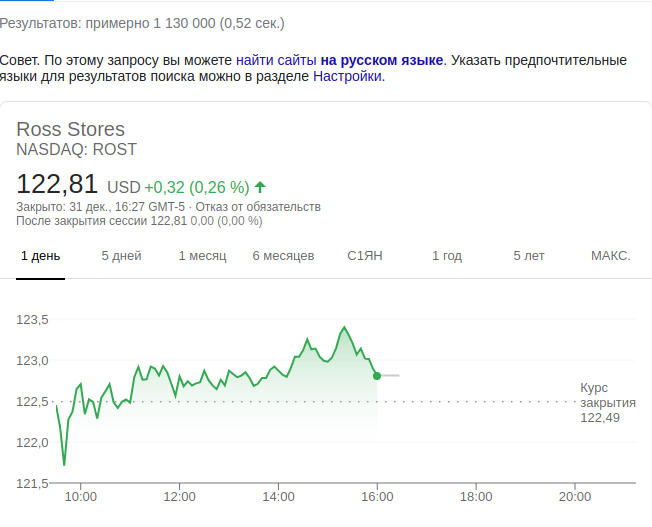 Результатов: примерно 1 130 000 (0,52 сек.)
Совет. По этому запросу вы можете найти сайты на русском языке. Указать предпочтительные
языки для результатов поиска можно в разделе Настройки.
Ross Stores
NASDAQ: ROST
122,81 USD +0,32 (0,26 %)
Закрыто: 31 дек., 16:27 GMT-5 · Отказ от обязательств
После закрытия сессии 122,81 0,00 (0,00 %)
1 день 5 дней 1 месяц 6 месяцев С1ЯН 1 год 5 лет МАКС.
123,5
123,0
122,5
122,0
121,5
Курс
закрытия
122,49
10:00 12:00 14:00 16:00 18:00 20:00